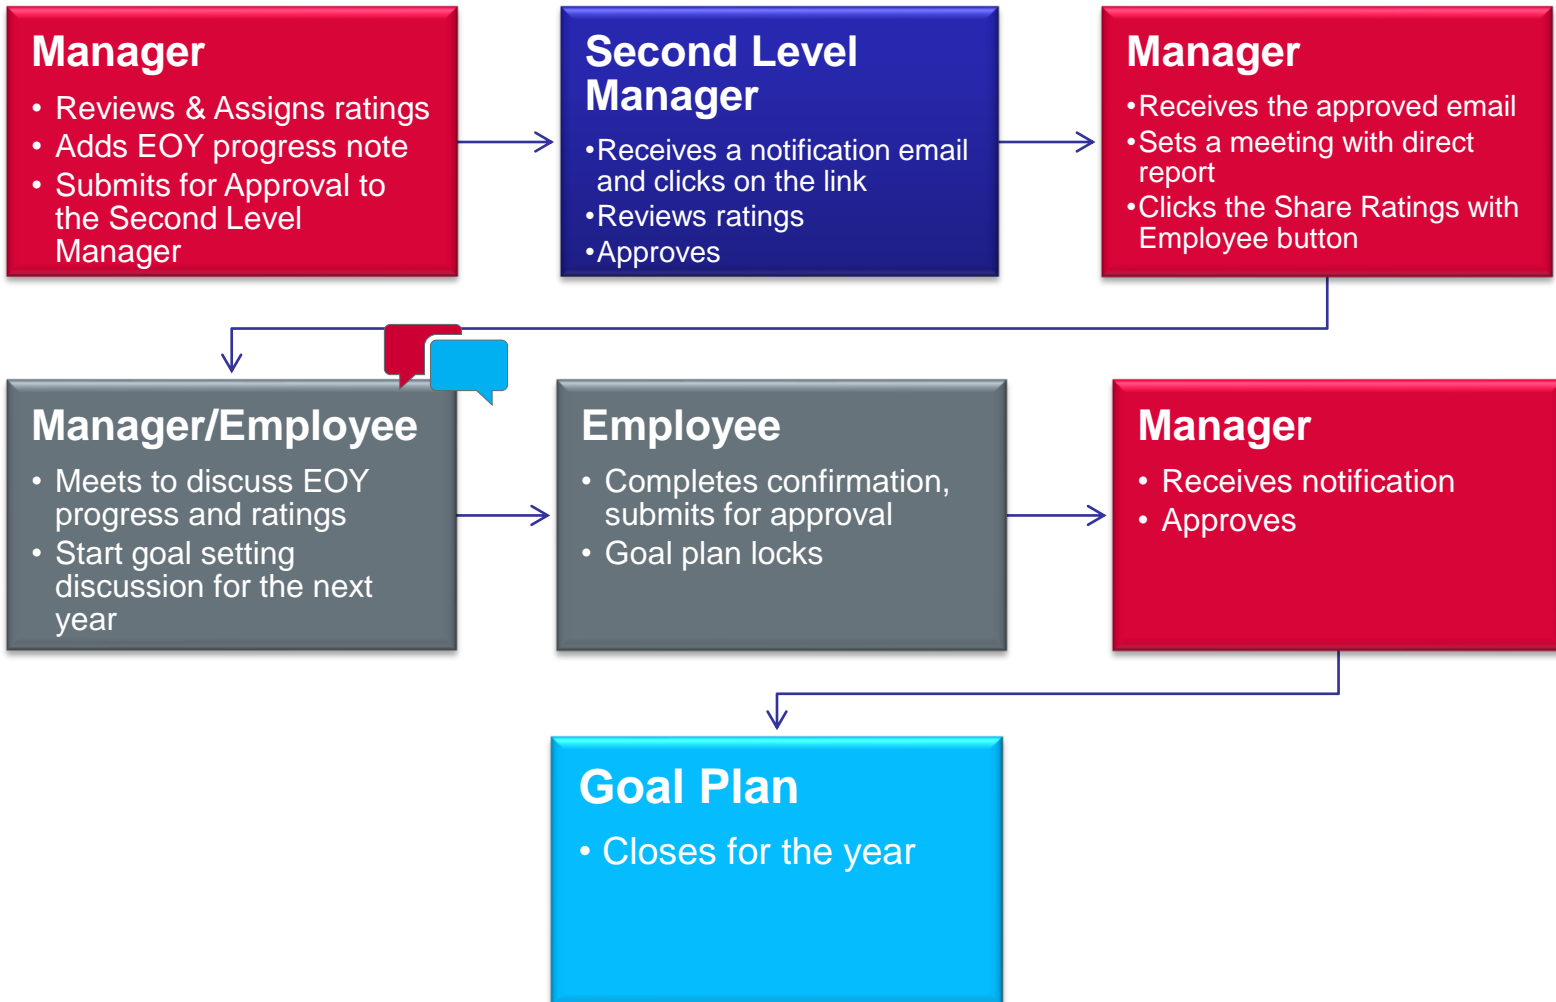 Manager
• Reviews & Assigns ratings
• Adds EOY progress note
• Submits for Approval to
the Second Level
Manager
Second Level
Manager
•Receives a notification email
and clicks on the link
•Reviews ratings
•Approves
Manager
•Receives the approved email
•Sets a meeting with direct
report
•Clicks the Share Ratings with
Employee button
Manager/Employee
• Meets to discuss EOY
progress and ratings
• Start goal setting
discussion for the next
year
Employee
• Completes confirmation,
submits for approval
• Goal plan locks
Manager
• Receives notification
• Approves
Goal Plan
• Closes for the year